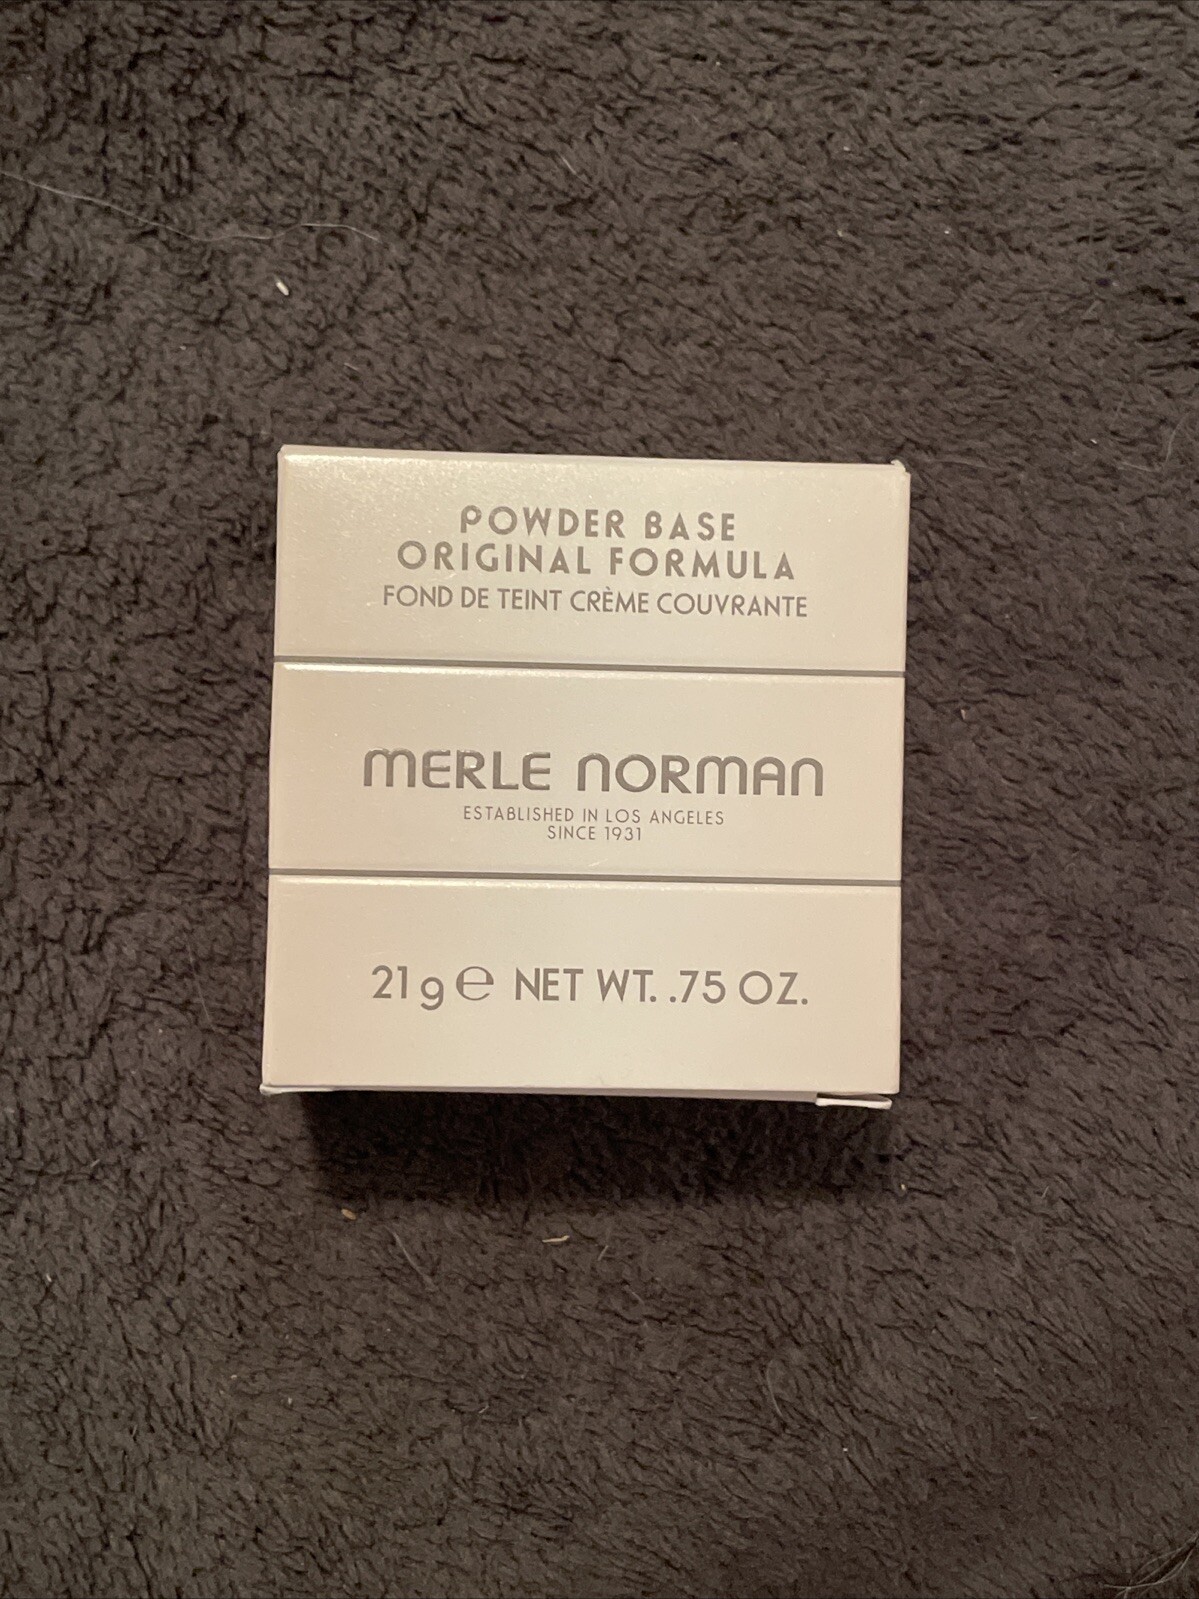 POWDER BASE
ORIGINAL FORMULA
FOND DE TEINT CRÈME COUVRANTE
MERLE NORMAN
ESTABLISHED IN LOS ANGELES
SINCE 1931
21 g ℮ NET WT. .75 OZ.